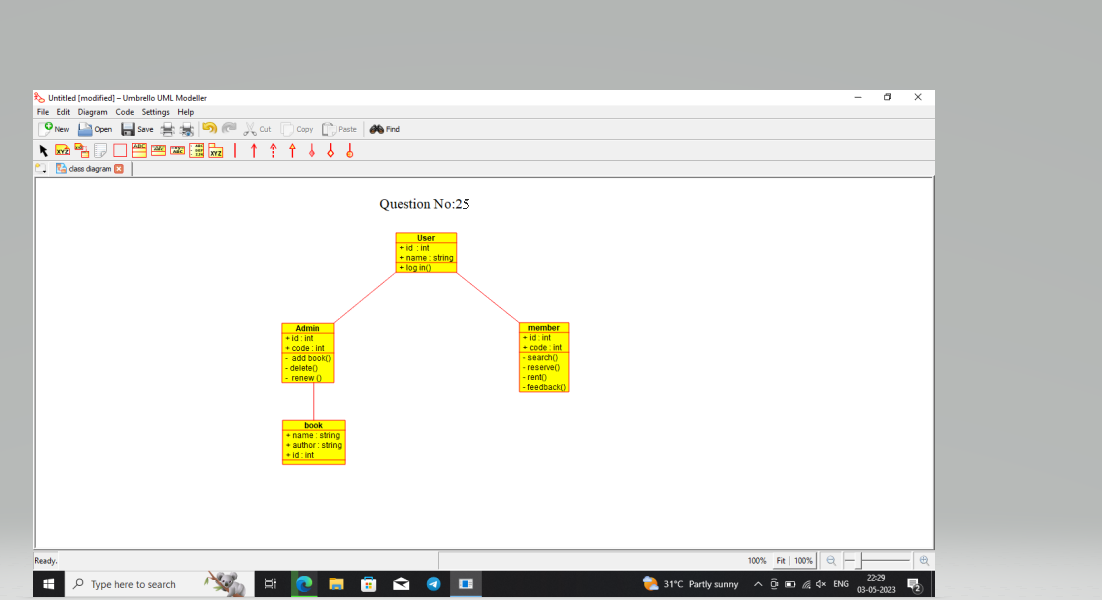 Untitled [modified] – Umbrello UML Modeller
File Edit Diagram Code Settings Help
New Open Save Cut Copy Paste Find
class diagram
Question No:25
User
+ id : int
+ name : string
+ log in()
Admin
+ id : int
+ code : int
- add book()
- delete()
- renew ()
member
+ id : int
+ code : int
- search()
- reserve()
- rent()
- feedback()
book
+ name : string
+ author : string
+ id : int
Ready.
100% Fit 100%
Type here to search
31°C Partly sunny
ENG
22:29
03-05-2023
2